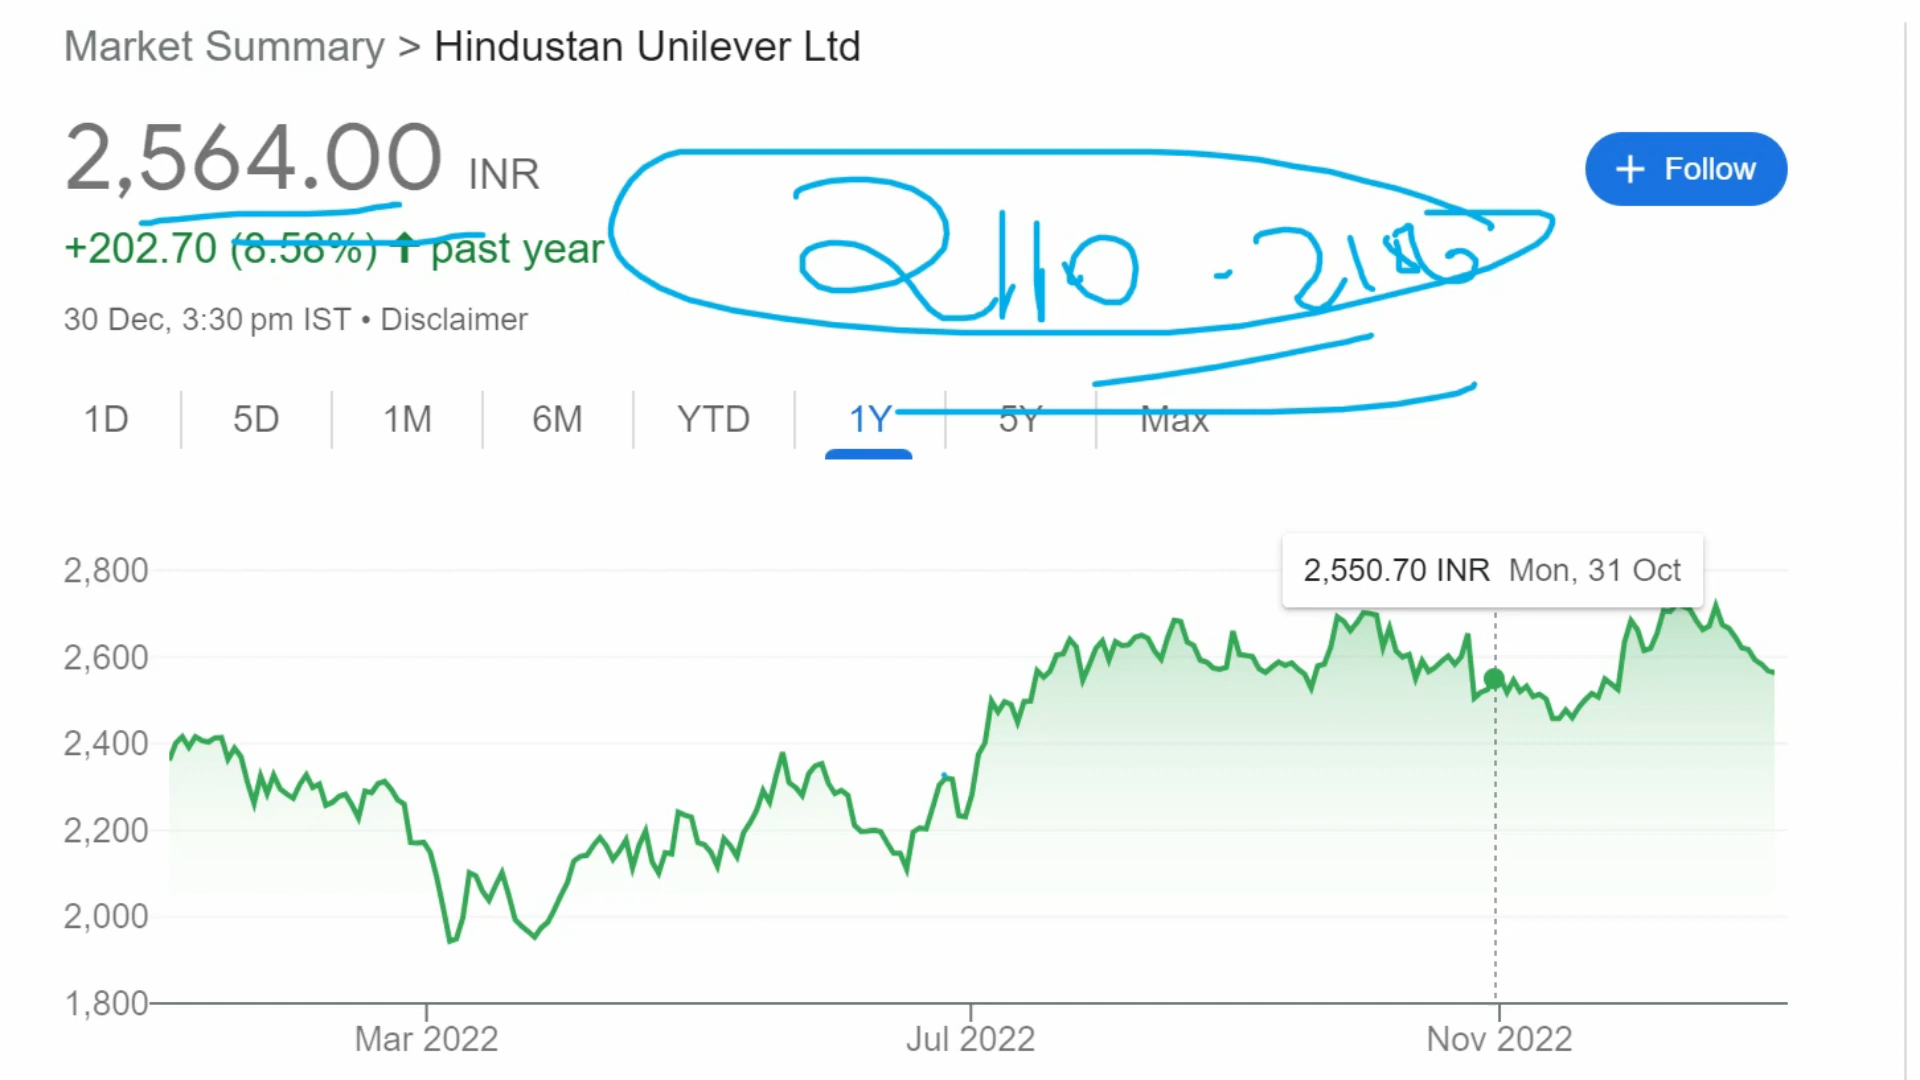 Market Summary > Hindustan Unilever Ltd
2,564.00 INR
+ Follow
2110 -
+202.70 (8.58%) ↑ past year
30 Dec, 3:30 pm IST • Disclaimer
1D 5D 1M 6M YTD 1Y 5Y Max
2,550.70 INR Mon, 31 Oct
2,800
2,600
2,400
2,200
2,000
1,800
Mar 2022 Jul 2022 Nov 2022